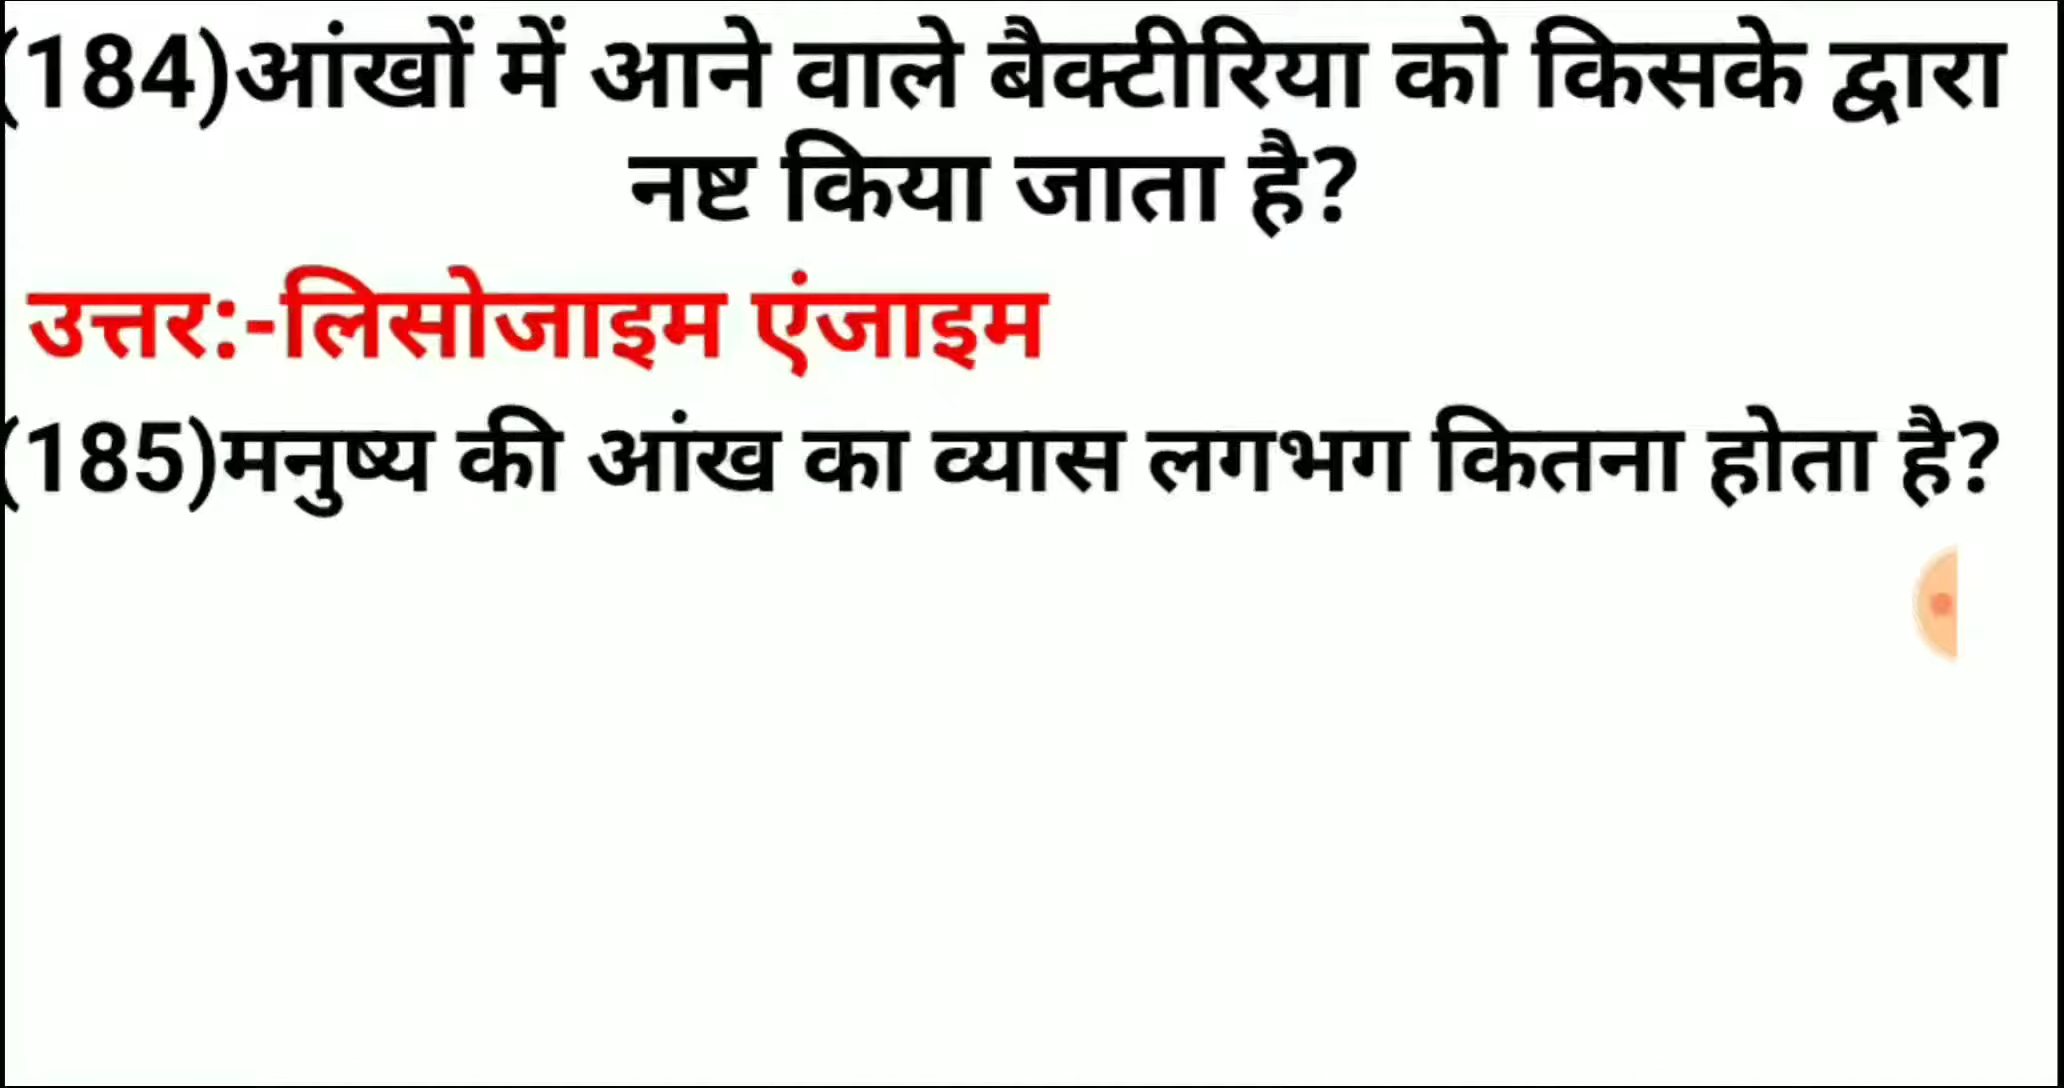 (184)आंखों में आने वाले बैक्टीरिया को किसके द्वारा
नष्ट किया जाता है?
उत्तर:-लिसोजाइम एंजाइम
(185)मनुष्य की आंख का व्यास लगभग कितना होता है?